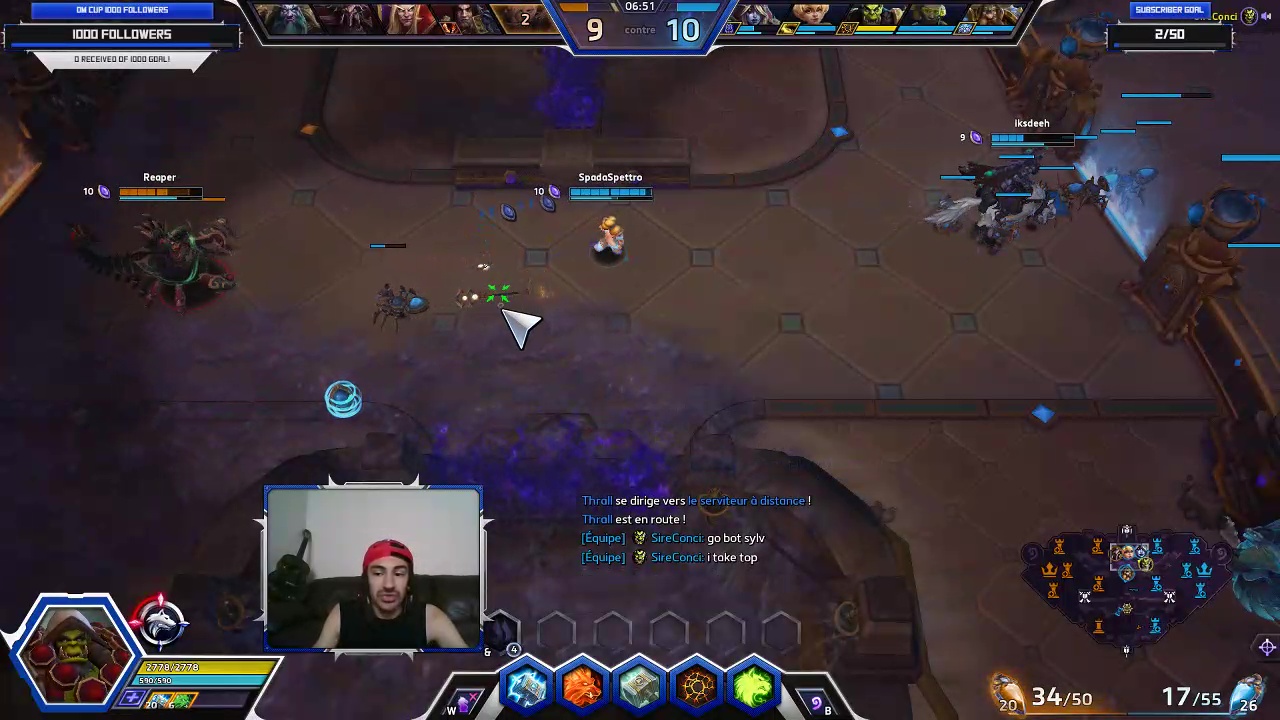 DM CUP 1000 FOLLOWERS
1000 FOLLOWERS
0 RECEIVED OF 1000 GOAL!
2
06:51
9 contre 10
SUBSCRIBER GOAL
SireConci
2/50
iksdeeh
9
Reaper
10
SpadaSpettro
10
Thrall se dirige vers le serviteur à distance !
Thrall est en route !
[Équipe] SireConci: go bot sylv
[Équipe] SireConci: i take top
2778/2778
590/590
20
6
&
4
W
B
20
34/50
17/55
26